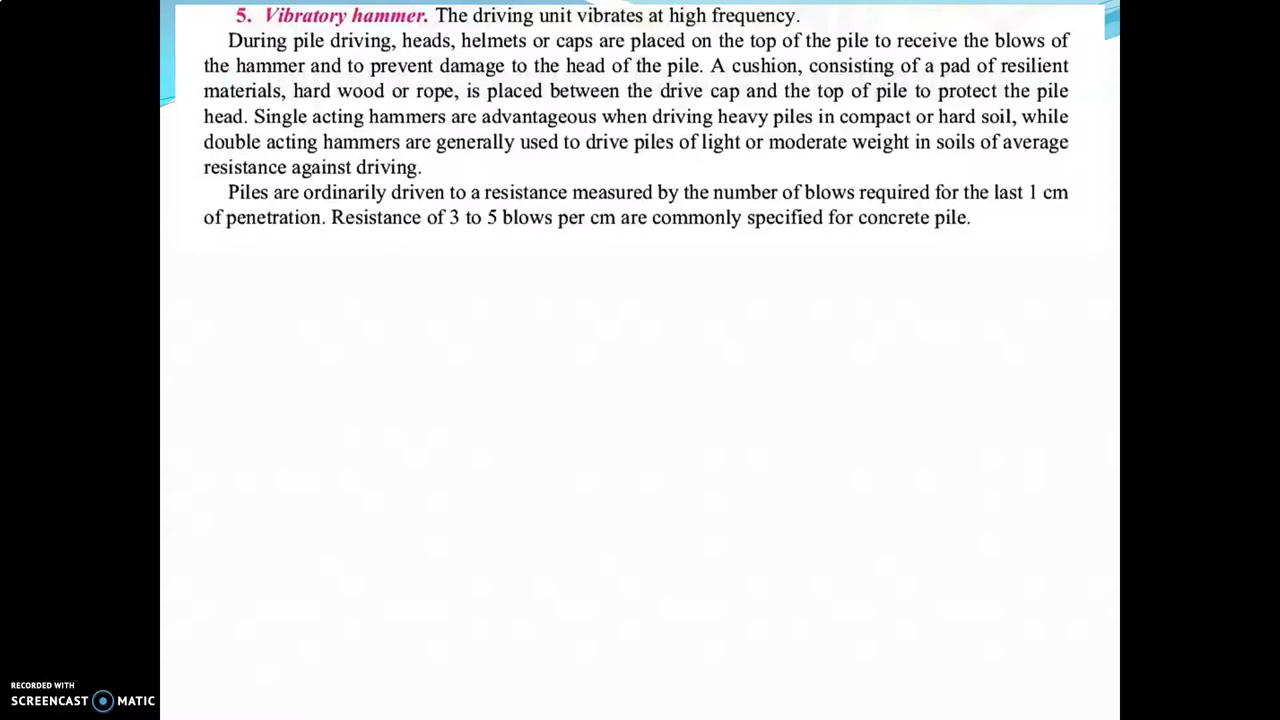 5. Vibratory hammer. The driving unit vibrates at high frequency.
During pile driving, heads, helmets or caps are placed on the top of the pile to receive the blows of
the hammer and to prevent damage to the head of the pile. A cushion, consisting of a pad of resilient
materials, hard wood or rope, is placed between the drive cap and the top of pile to protect the pile
head. Single acting hammers are advantageous when driving heavy piles in compact or hard soil, while
double acting hammers are generally used to drive piles of light or moderate weight in soils of average
resistance against driving.
Piles are ordinarily driven to a resistance measured by the number of blows required for the last 1 cm
of penetration. Resistance of 3 to 5 blows per cm are commonly specified for concrete pile.
RECORDED WITH
SCREENCAST MATIC